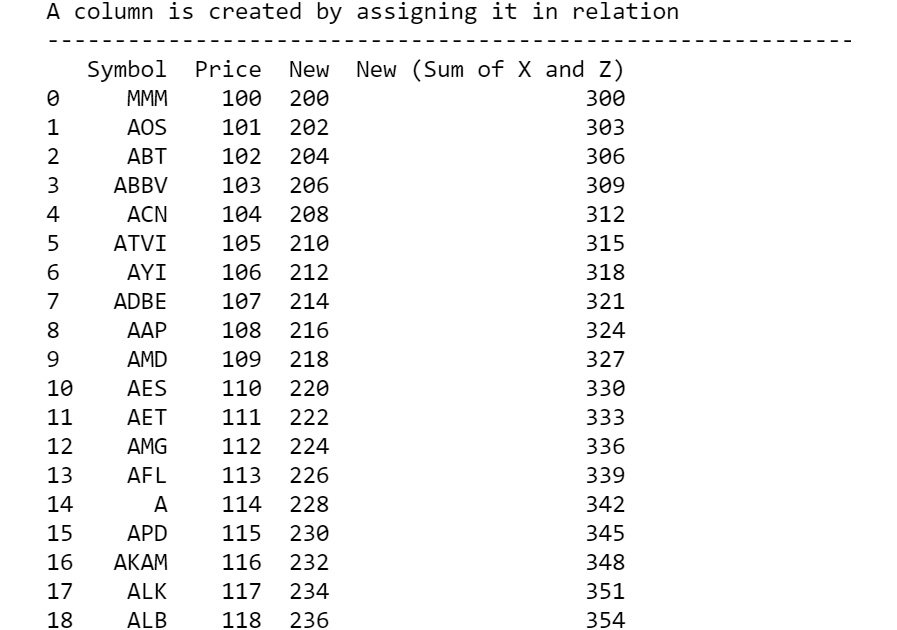 A column is created by assigning it in relation
------------------------------------------------------------
Symbol Price New New (Sum of X and Z)
0 MMM 100 200 300
1 AOS 101 202 303
2 ABT 102 204 306
3 ABBV 103 206 309
4 ACN 104 208 312
5 ATVI 105 210 315
6 AYI 106 212 318
7 ADBE 107 214 321
8 AAP 108 216 324
9 AMD 109 218 327
10 AES 110 220 330
11 AET 111 222 333
12 AMG 112 224 336
13 AFL 113 226 339
14 A 114 228 342
15 APD 115 230 345
16 AKAM 116 232 348
17 ALK 117 234 351
18 ALB 118 236 354